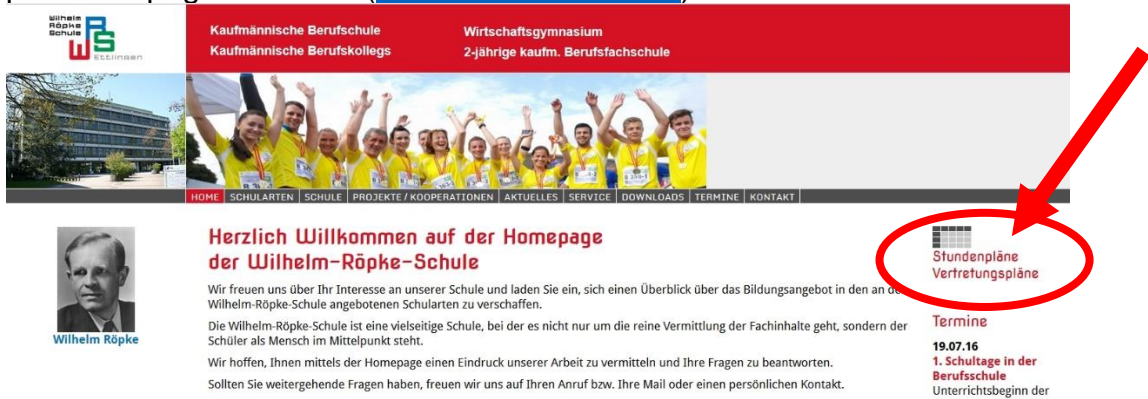 Wilhelm
Röpke
Schule
WRS
Ettlingen
Kaufmännische Berufschule
Kaufmännische Berufskollegs
Wirtschaftsgymnasium
2-jährige kaufm. Berufsfachschule
HOME SCHULARTEN SCHULE PROJEKTE / KOOPERATIONEN AKTUELLES SERVICE DOWNLOADS TERMINE KONTAKT
Wilhelm Röpke
Herzlich Willkommen auf der Homepage
der Wilhelm-Röpke-Schule
Wir freuen uns über Ihr Interesse an unserer Schule und laden Sie ein, sich einen Überblick über das Bildungsangebot in den an de
Wilhelm-Röpke-Schule angebotenen Schularten zu verschaffen.
Die Wilhelm-Röpke-Schule ist eine vielseitige Schule, bei der es nicht nur um die reine Vermittlung der Fachinhalte geht, sondern der
Schüler als Mensch im Mittelpunkt steht.
Wir hoffen, Ihnen mittels der Homepage einen Eindruck unserer Arbeit zu vermitteln und Ihre Fragen zu beantworten.
Sollten Sie weitergehende Fragen haben, freuen wir uns auf Ihren Anruf bzw. Ihre Mail oder einen persönlichen Kontakt.
Stundenpläne
Vertretungspläne
Termine
19.07.16
1. Schultage in der
Berufsschule
Unterrichtsbeginn der